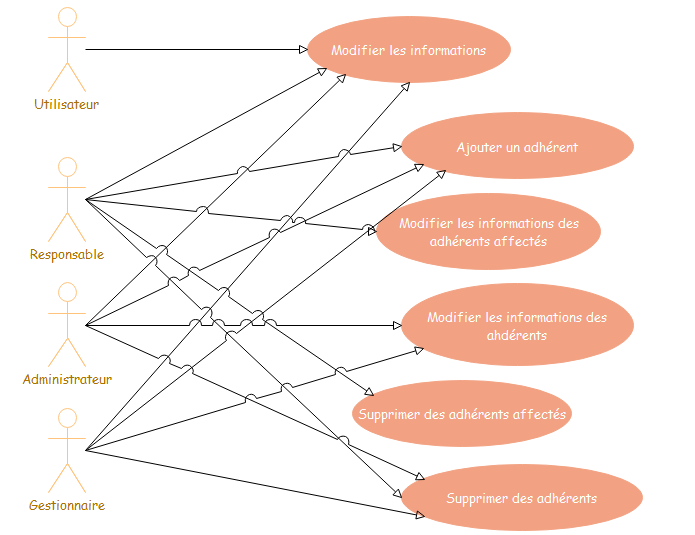 Modifier les informations
Utilisateur
Ajouter un adhérent
Modifier les informations des
adhérents affectés
Responsable
Modifier les informations des
ahdérents
Administrateur
Supprimer des adhérents affectés
Supprimer des adhérents
Gestionnaire